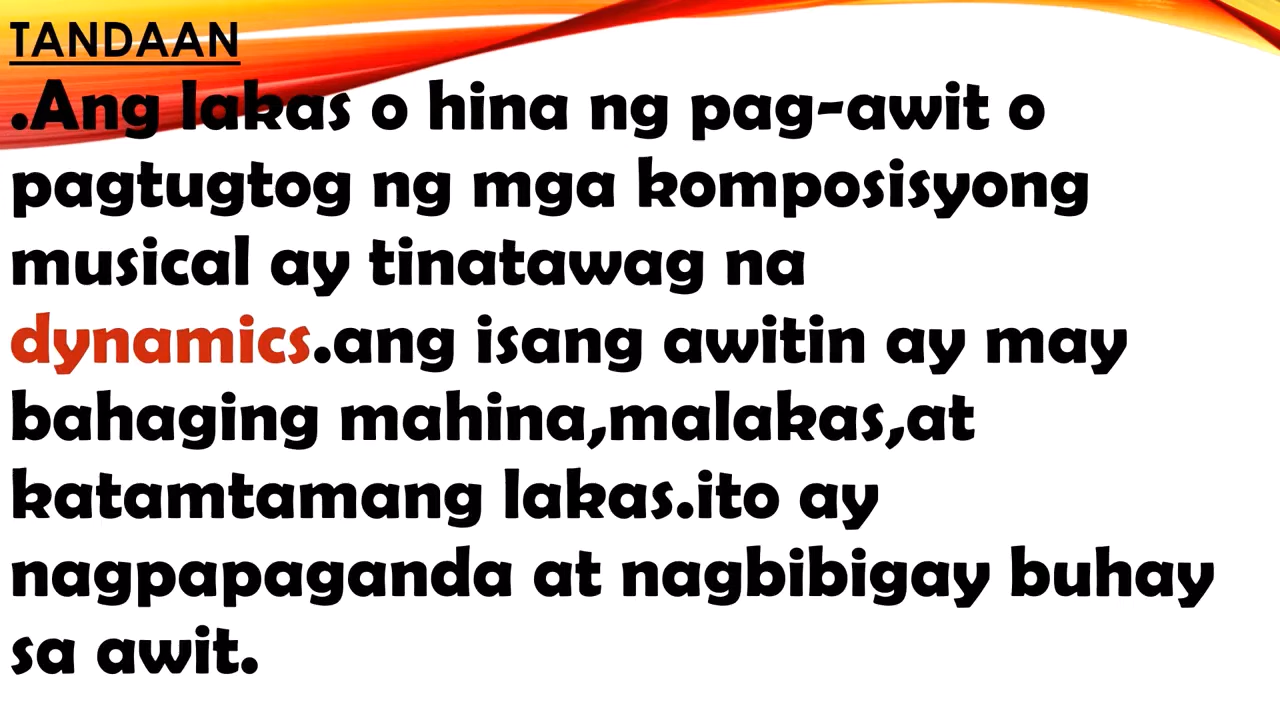 TANDAAN
.Ang lakas o hina ng pag-awit o
pagtugtog ng mga komposisyong
musical ay tinatawag na
dynamics.ang isang awitin ay may
bahaging mahina,malakas,at
katamtamang lakas.ito ay
nagpapaganda at nagbibigay buhay
sa awit.